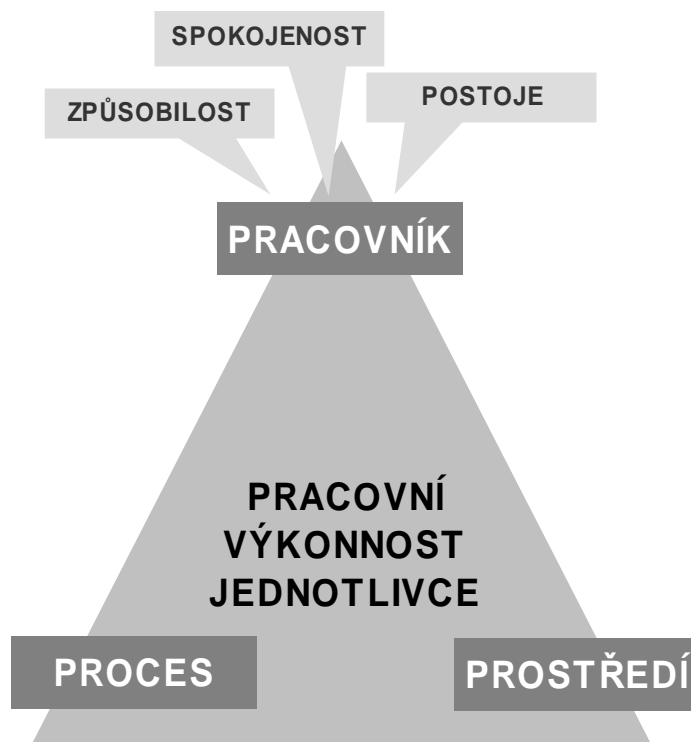 SPOKOJENOST
ZPŮSOBILOST
POSTOJE
PRACOVNÍK
PRACOVNÍ
VÝKONNOST
JEDNOTLIVCE
PROCES
PROSTŘEDÍ